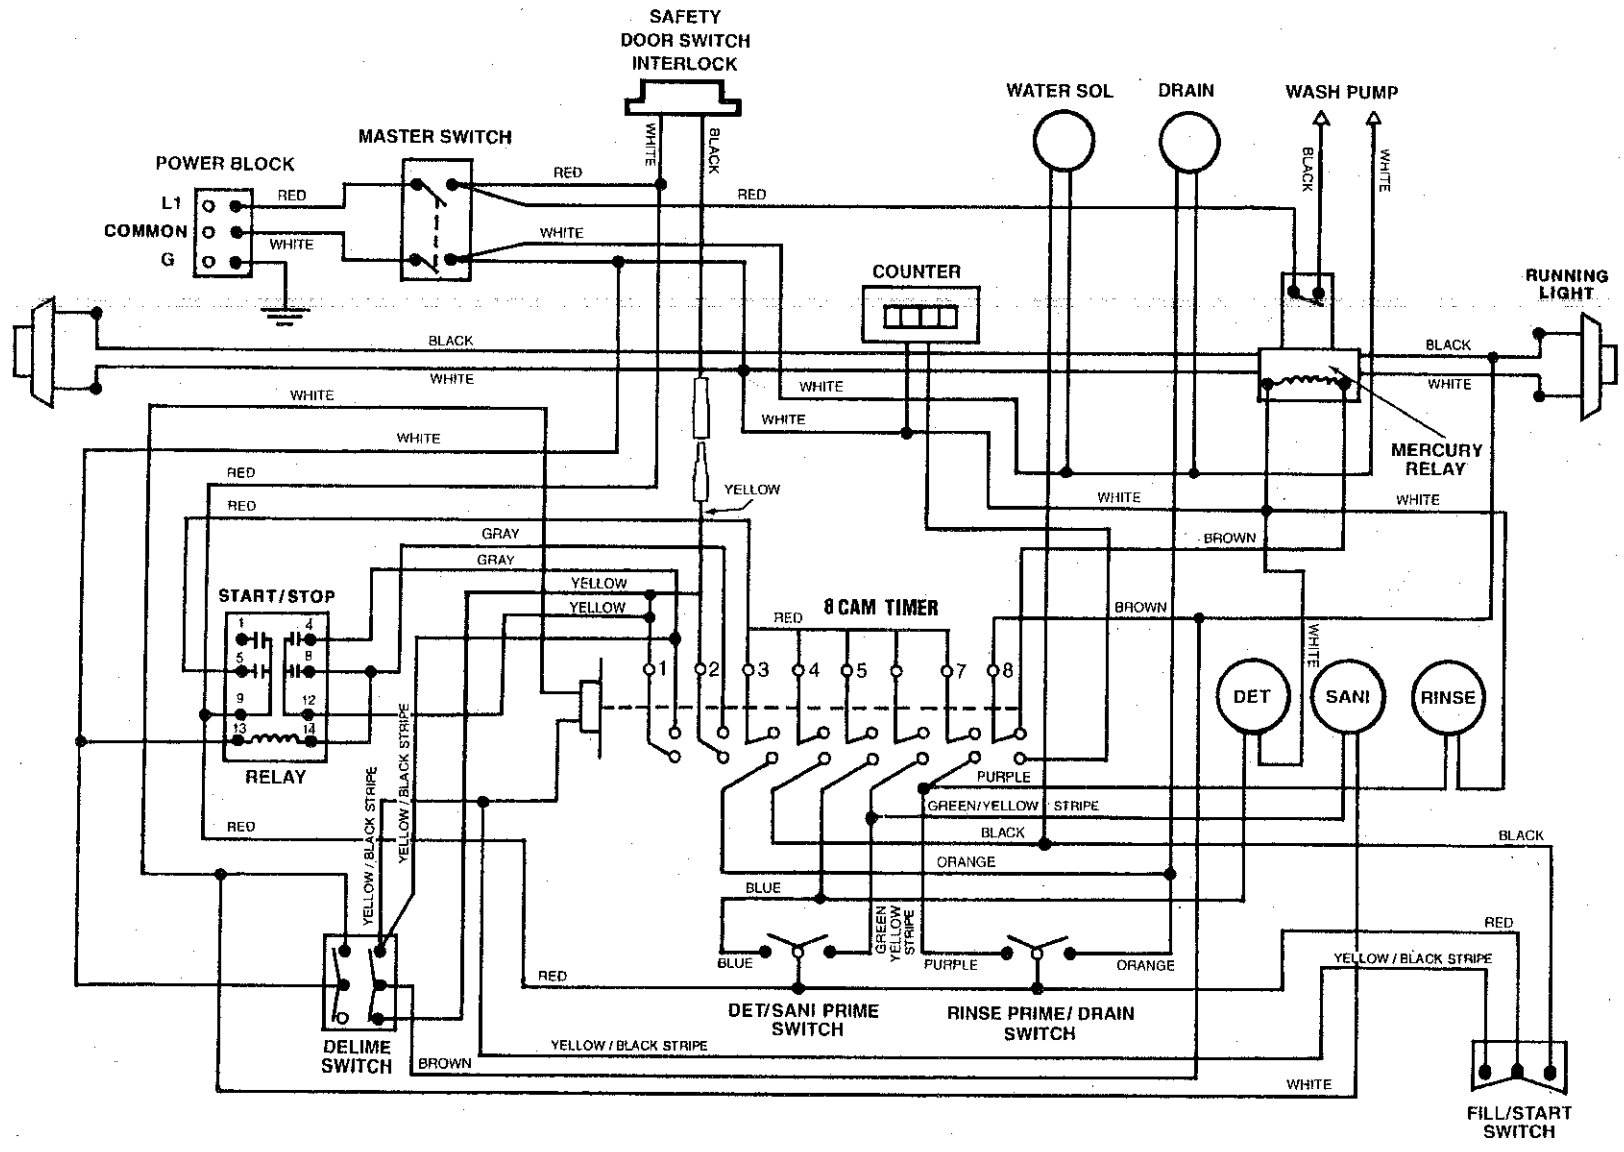 SAFETY
DOOR SWITCH
INTERLOCK
WATER SOL
DRAIN
WASH PUMP
MASTER SWITCH
POWER BLOCK
L1
COMMON
G
RED
WHITE
RED
WHITE
BLACK
RED
WHITE
BLACK
WHITE
COUNTER
RUNNING
LIGHT
BLACK
WHITE
BLACK
WHITE
WHITE
WHITE
WHITE
WHITE
MERCURY
RELAY
RED
YELLOW
WHITE
WHITE
RED
GRAY
GRAY
BROWN
YELLOW
YELLOW
START/STOP
8 CAM TIMER
RED
BROWN
WHITE
1
4
5
8
9
12
13
14
RELAY
1
2
3
4
5
7
8
DET
SANI
RINSE
YELLOW / BLACK STRIPE
YELLOW / BLACK STRIPE
PURPLE
GREEN/YELLOW STRIPE
BLACK
BLACK
ORANGE
RED
BLUE
GREEN
YELLOW
STRIPE
BLUE
PURPLE
ORANGE
RED
RED
YELLOW / BLACK STRIPE
DET/SANI PRIME
SWITCH
RINSE PRIME/ DRAIN
SWITCH
DELIME
SWITCH
YELLOW / BLACK STRIPE
BROWN
WHITE
FILL/START
SWITCH